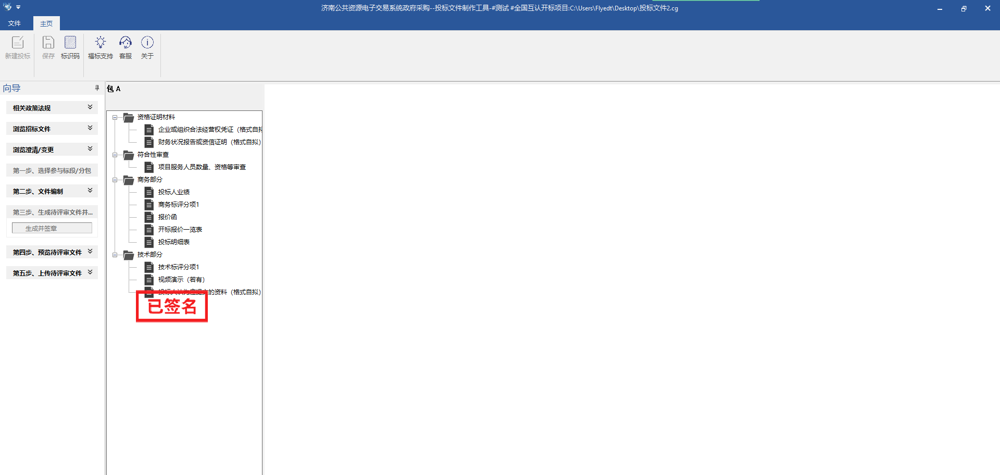 济南公共资源电子交易系统政府采购--投标文件制作工具-#测试 #全国互认开标项目:C:\Users\Flyedt\Desktop\投标文件2.cg
文件
主页
新建投标
保存
标识码
福标支持
客服
关于
向导
相关政策法规
浏览招标文件
浏览澄清/变更
第一步、选择参与标段/分包
第二步、文件编制
第三步、生成待评审文件并...
生成并签章
第四步、预览待评审文件
第五步、上传待评审文件
包 A
资格证明材料
企业或组织合法经营权凭证（格式自拟
财务状况报告或资信证明（格式自拟）
符合性审查
项目服务人员数量、资格等审查
商务部分
投标人业绩
商务标评分项1
报价函
开标报价一览表
投标明细表
技术部分
技术标评分项1
视频演示（若有）
投标人认为应提交的资料（格式自拟）
已签名